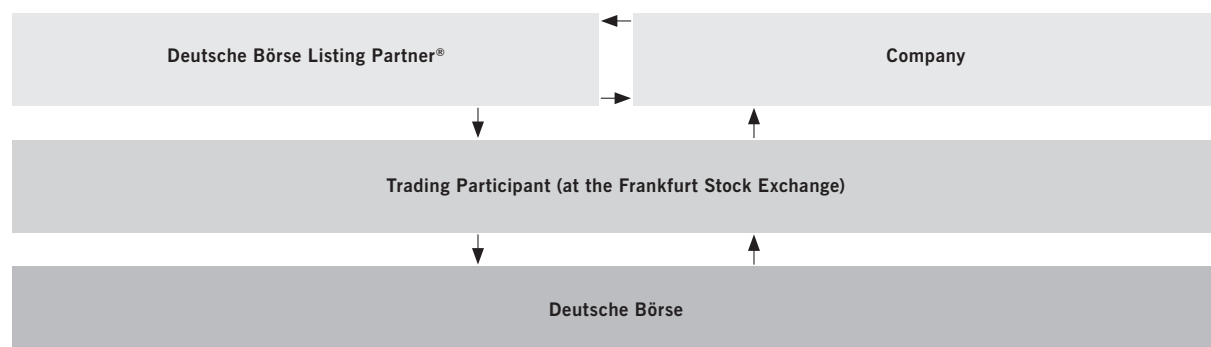 Deutsche Börse Listing Partner®
Company
Trading Participant (at the Frankfurt Stock Exchange)
Deutsche Börse